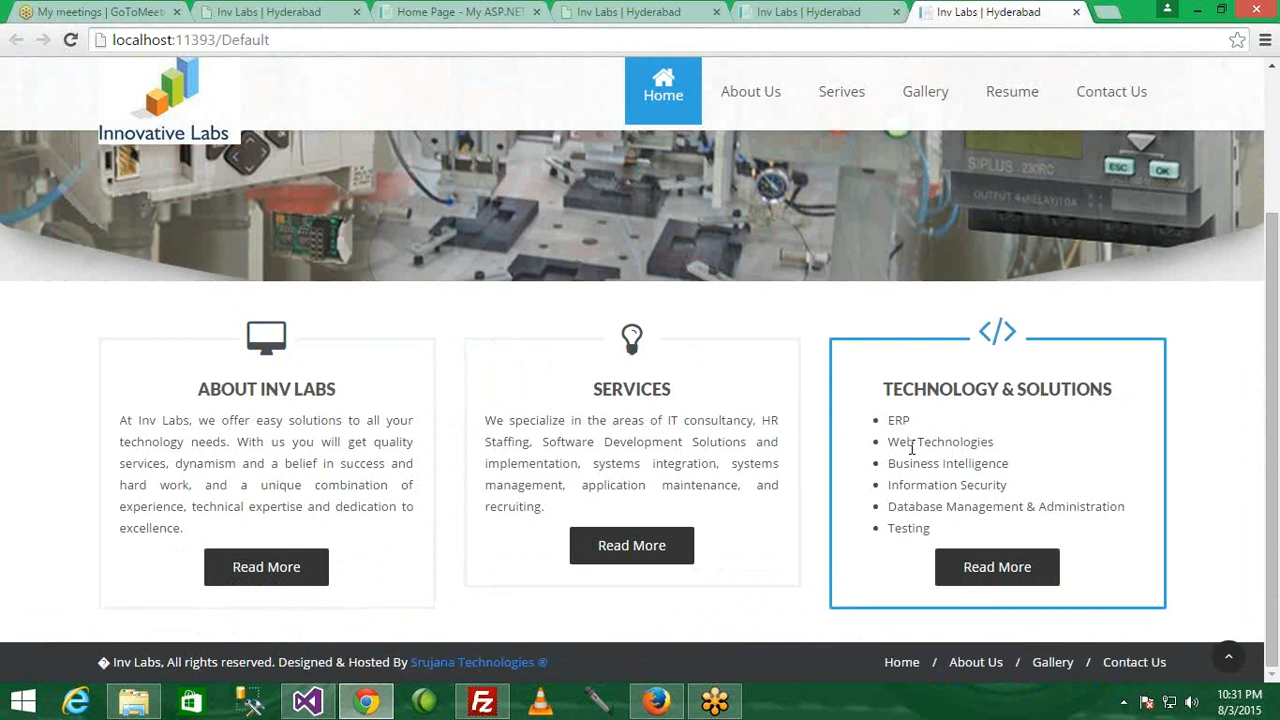 My meetings | GoToMeeti
Inv Labs | Hyderabad
Home Page – My ASP.NET
Inv Labs | Hyderabad
Inv Labs | Hyderabad
Inv Labs | Hyderabad
localhost:11393/Default
Innovative Labs
Home
About Us
Serives
Gallery
Resume
Contact Us
SIPLUS 230RC
ESC
OK
ABOUT INV LABS
At Inv Labs, we offer easy solutions to all your
technology needs. With us you will get quality
services, dynamism and a belief in success and
hard work, and a unique combination of
experience, technical expertise and dedication to
excellence.
Read More
SERVICES
We specialize in the areas of IT consultancy, HR
Staffing, Software Development Solutions and
implementation, systems integration, systems
management, application maintenance, and
recruiting.
Read More
TECHNOLOGY & SOLUTIONS
• ERP
• Web Technologies
• Business Intelligence
• Information Security
• Database Management & Administration
• Testing
Read More
� Inv Labs, All rights reserved. Designed & Hosted By Srujana Technologies ®
Home / About Us / Gallery / Contact Us
10:31 PM
8/3/2015